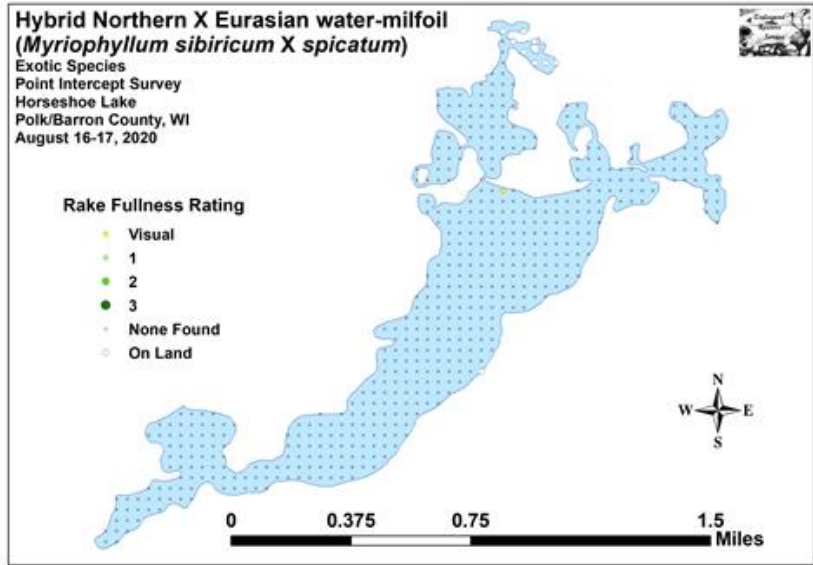 Hybrid Northern X Eurasian water-milfoil
(Myriophyllum sibiricum X spicatum)
Exotic Species
Point Intercept Survey
Horseshoe Lake
Polk/Barron County, WI
August 16-17, 2020
Rake Fullness Rating
Visual
1
2
3
None Found
On Land
N
W E
S
0 0.375 0.75 1.5
Miles